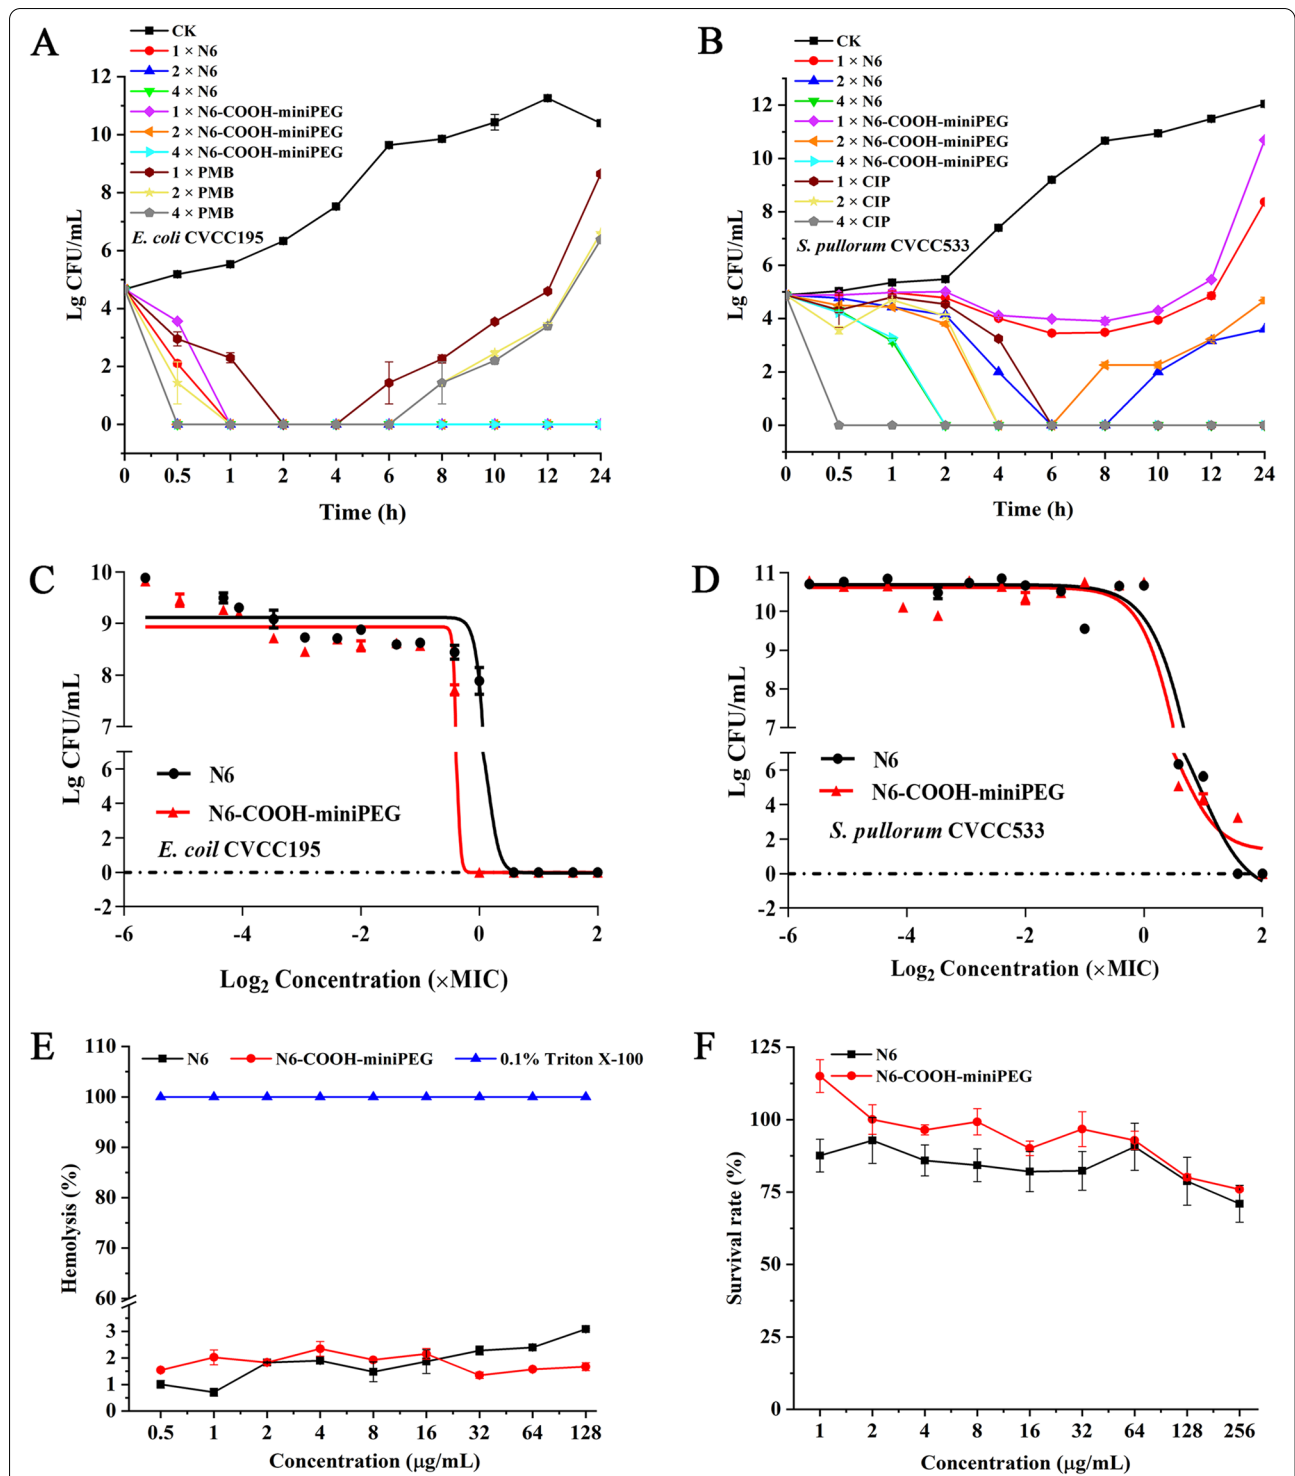 A
CK
1 × N6
2 × N6
4 × N6
1 × N6-COOH-miniPEG
2 × N6-COOH-miniPEG
4 × N6-COOH-miniPEG
1 × PMB
2 × PMB
4 × PMB
E. coli CVCC195
Lg CFU/mL
12
10
8
6
4
2
0
0 0.5 1 2 4 6 8 10 12 24
Time (h)
B
CK
1 × N6
2 × N6
4 × N6
1 × N6-COOH-miniPEG
2 × N6-COOH-miniPEG
4 × N6-COOH-miniPEG
1 × CIP
2 × CIP
4 × CIP
S. pullorum CVCC533
Lg CFU/mL
12
10
8
6
4
2
0
0 0.5 1 2 4 6 8 10 12 24
Time (h)
C
Lg CFU/mL
10
9
8
7
6
4
2
0
-2
N6
N6-COOH-miniPEG
E. coil CVCC195
-6 -4 -2 0 2
Log2 Concentration (×MIC)
D
Lg CFU/mL
11
10
9
8
7
6
4
2
0
-2
N6
N6-COOH-miniPEG
S. pullorum CVCC533
-6 -4 -2 0 2
Log2 Concentration (×MIC)
E
N6 N6-COOH-miniPEG 0.1% Triton X-100
Hemolysis (%)
110
100
90
80
70
60
3
2
1
0
0.5 1 2 4 8 16 32 64 128
Concentration (μg/mL)
F
N6
N6-COOH-miniPEG
Survival rate (%)
125
100
75
50
25
0
1 2 4 8 16 32 64 128 256
Concentration (μg/mL)